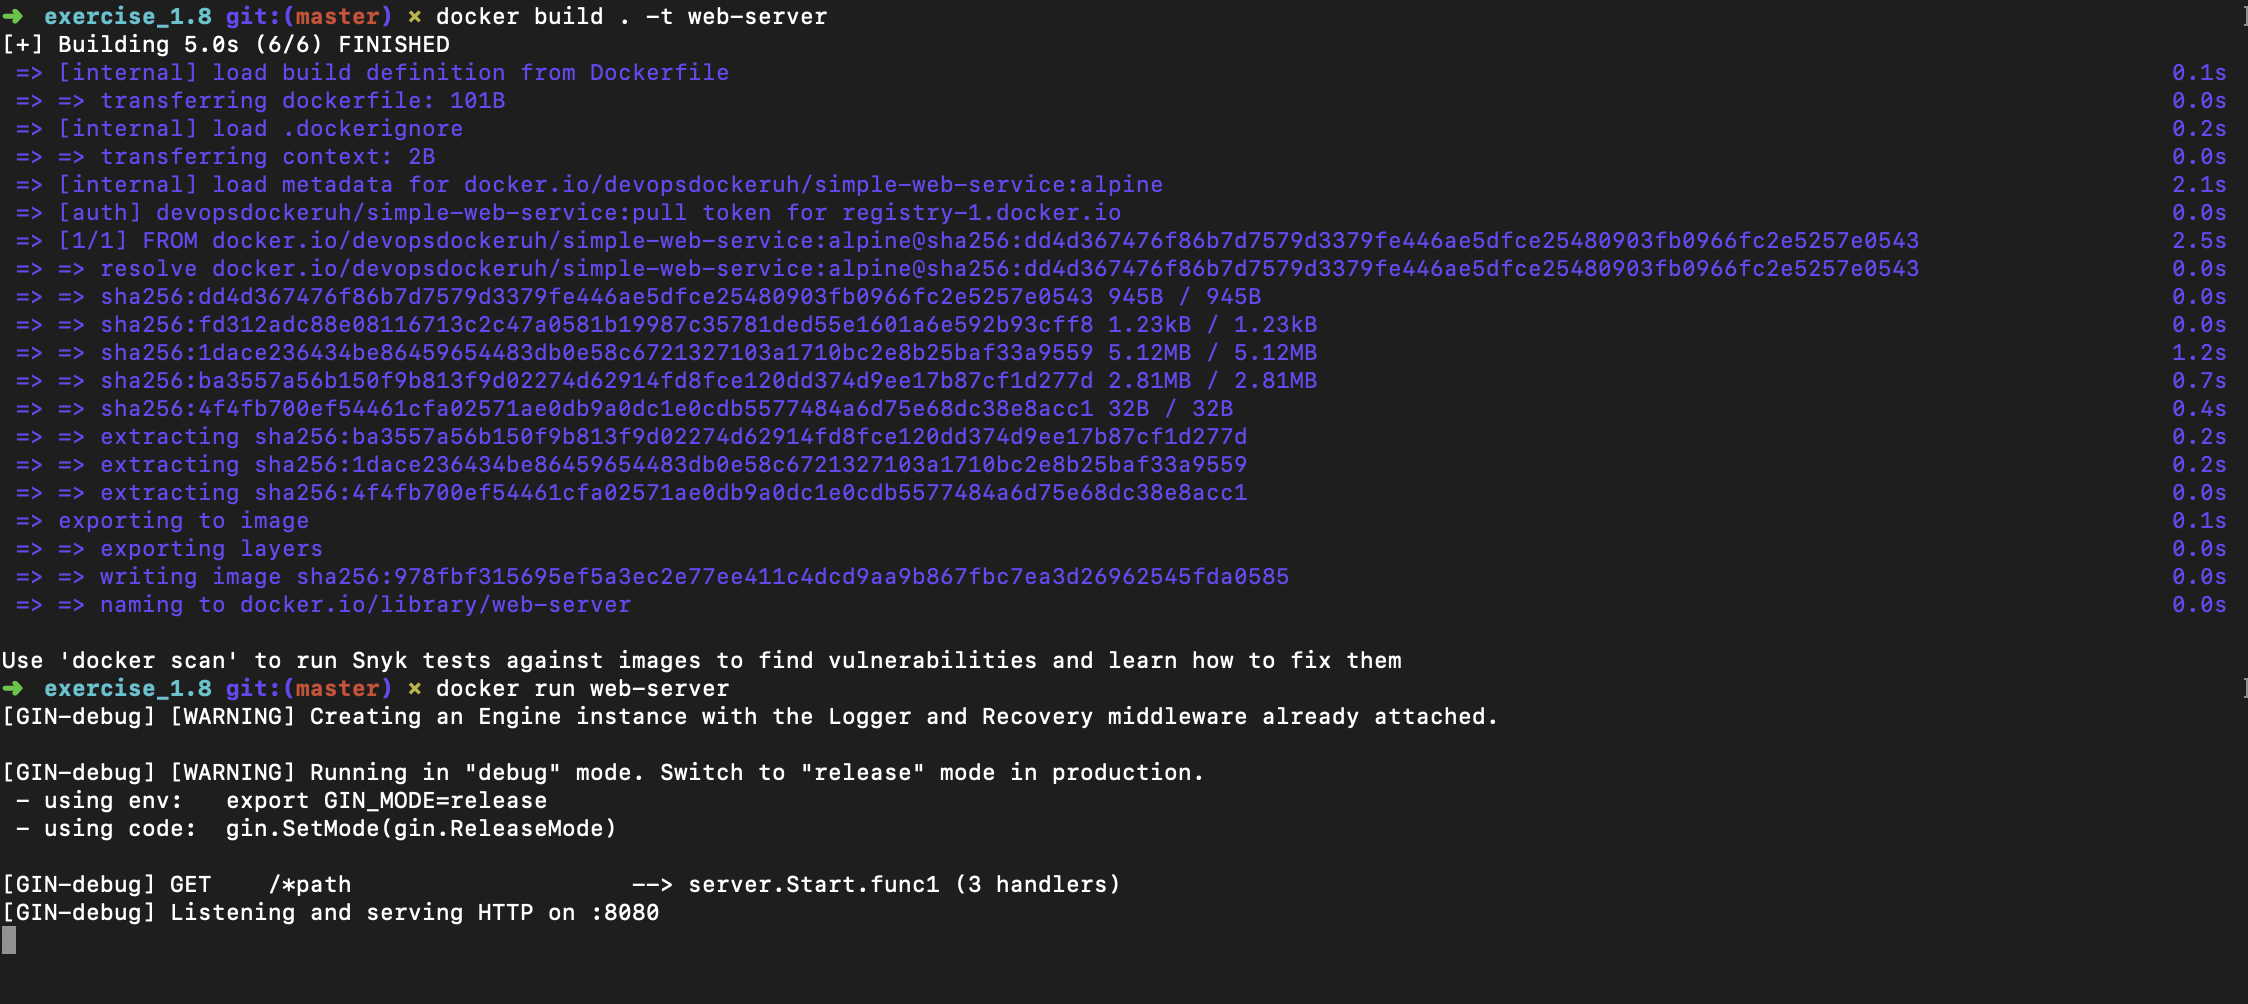 ➜  exercise_1.8 git:(master) ✗ docker build . -t web-server
[+] Building 5.0s (6/6) FINISHED
 => [internal] load build definition from Dockerfile 0.1s
 => => transferring dockerfile: 101B 0.0s
 => [internal] load .dockerignore 0.2s
 => => transferring context: 2B 0.0s
 => [internal] load metadata for docker.io/devopsdockeruh/simple-web-service:alpine 2.1s
 => [auth] devopsdockeruh/simple-web-service:pull token for registry-1.docker.io 0.0s
 => [1/1] FROM docker.io/devopsdockeruh/simple-web-service:alpine@sha256:dd4d367476f86b7d7579d3379fe446ae5dfce25480903fb0966fc2e5257e0543 2.5s
 => => resolve docker.io/devopsdockeruh/simple-web-service:alpine@sha256:dd4d367476f86b7d7579d3379fe446ae5dfce25480903fb0966fc2e5257e0543 0.0s
 => => sha256:dd4d367476f86b7d7579d3379fe446ae5dfce25480903fb0966fc2e5257e0543 945B / 945B 0.0s
 => => sha256:fd312adc88e08116713c2c47a0581b19987c35781ded55e1601a6e592b93cff8 1.23kB / 1.23kB 0.0s
 => => sha256:1dace236434be86459654483db0e58c6721327103a1710bc2e8b25baf33a9559 5.12MB / 5.12MB 1.2s
 => => sha256:ba3557a56b150f9b813f9d02274d62914fd8fce120dd374d9ee17b87cf1d277d 2.81MB / 2.81MB 0.7s
 => => sha256:4f4fb700ef54461cfa02571ae0db9a0dc1e0cdb5577484a6d75e68dc38e8acc1 32B / 32B 0.4s
 => => extracting sha256:ba3557a56b150f9b813f9d02274d62914fd8fce120dd374d9ee17b87cf1d277d 0.2s
 => => extracting sha256:1dace236434be86459654483db0e58c6721327103a1710bc2e8b25baf33a9559 0.2s
 => => extracting sha256:4f4fb700ef54461cfa02571ae0db9a0dc1e0cdb5577484a6d75e68dc38e8acc1 0.0s
 => exporting to image 0.1s
 => => exporting layers 0.0s
 => => writing image sha256:978fbf315695ef5a3ec2e77ee411c4dcd9aa9b867fbc7ea3d26962545fda0585 0.0s
 => => naming to docker.io/library/web-server 0.0s
Use 'docker scan' to run Snyk tests against images to find vulnerabilities and learn how to fix them
➜  exercise_1.8 git:(master) ✗ docker run web-server
[GIN-debug] [WARNING] Creating an Engine instance with the Logger and Recovery middleware already attached.
[GIN-debug] [WARNING] Running in "debug" mode. Switch to "release" mode in production.
 - using env:   export GIN_MODE=release
 - using code:  gin.SetMode(gin.ReleaseMode)
[GIN-debug] GET    /*path                    --> server.Start.func1 (3 handlers)
[GIN-debug] Listening and serving HTTP on :8080